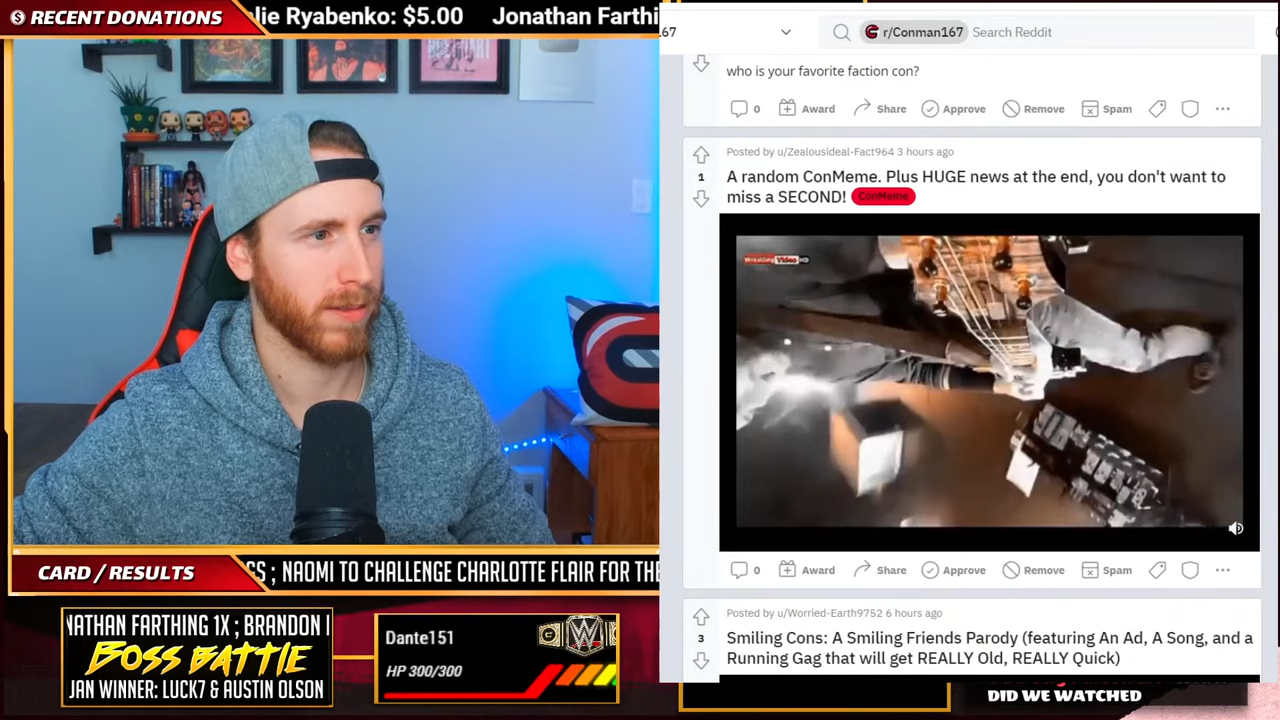 RECENT DONATIONS
lie Ryabenko: $5.00 Jonathan Farthi
.67
r/Conman167 Search Reddit
who is your favorite faction con?
0 Award Share Approve Remove Spam
Posted by u/ZealousIdeal-Fact964 3 hours ago
1
A random ConMeme. Plus HUGE news at the end, you don't want to
miss a SECOND! ConMeme
Wrestling Video HD
0 Award Share Approve Remove Spam
Posted by u/Worried-Earth9752 6 hours ago
3
Smiling Cons: A Smiling Friends Parody (featuring An Ad, A Song, and a
Running Gag that will get REALLY Old, REALLY Quick)
CARD / RESULTS
SS ; NAOMI TO CHALLENGE CHARLOTTE FLAIR FOR THE
NATHAN FARTHING 1X ; BRANDON I
BOSS BATTLE
JAN WINNER: LUCK7 & AUSTIN OLSON
Dante151
HP 300/300
DID WE WATCHED